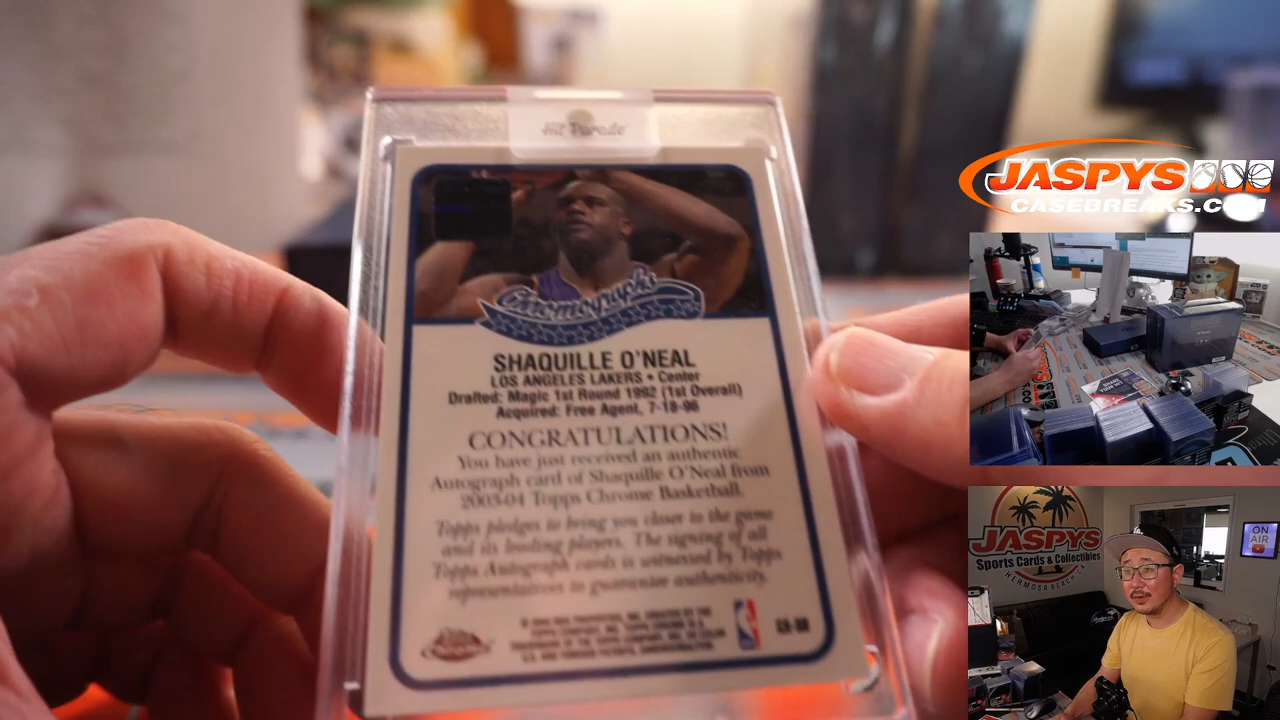 Hit Parade
Chromographs
SHAQUILLE O'NEAL
LOS ANGELES LAKERS • Center
Drafted: Magic 1st Round 1992 (1st Overall)
Acquired: Free Agent, 7-18-96
CONGRATULATIONS!
You have just received an authentic
Autograph card of Shaquille O'Neal from
2003-04 Topps Chrome Basketball.
Topps pledges to bring you closer to the game
and its leading players. The signing of all
Topps Autograph cards is witnessed by Topps
representatives to guarantee authenticity.
JASPYS
CASEBREAKS.COM
JASPYS
Sports Cards & Collectibles
HERMOSA BEACH, CA
ON
AIR